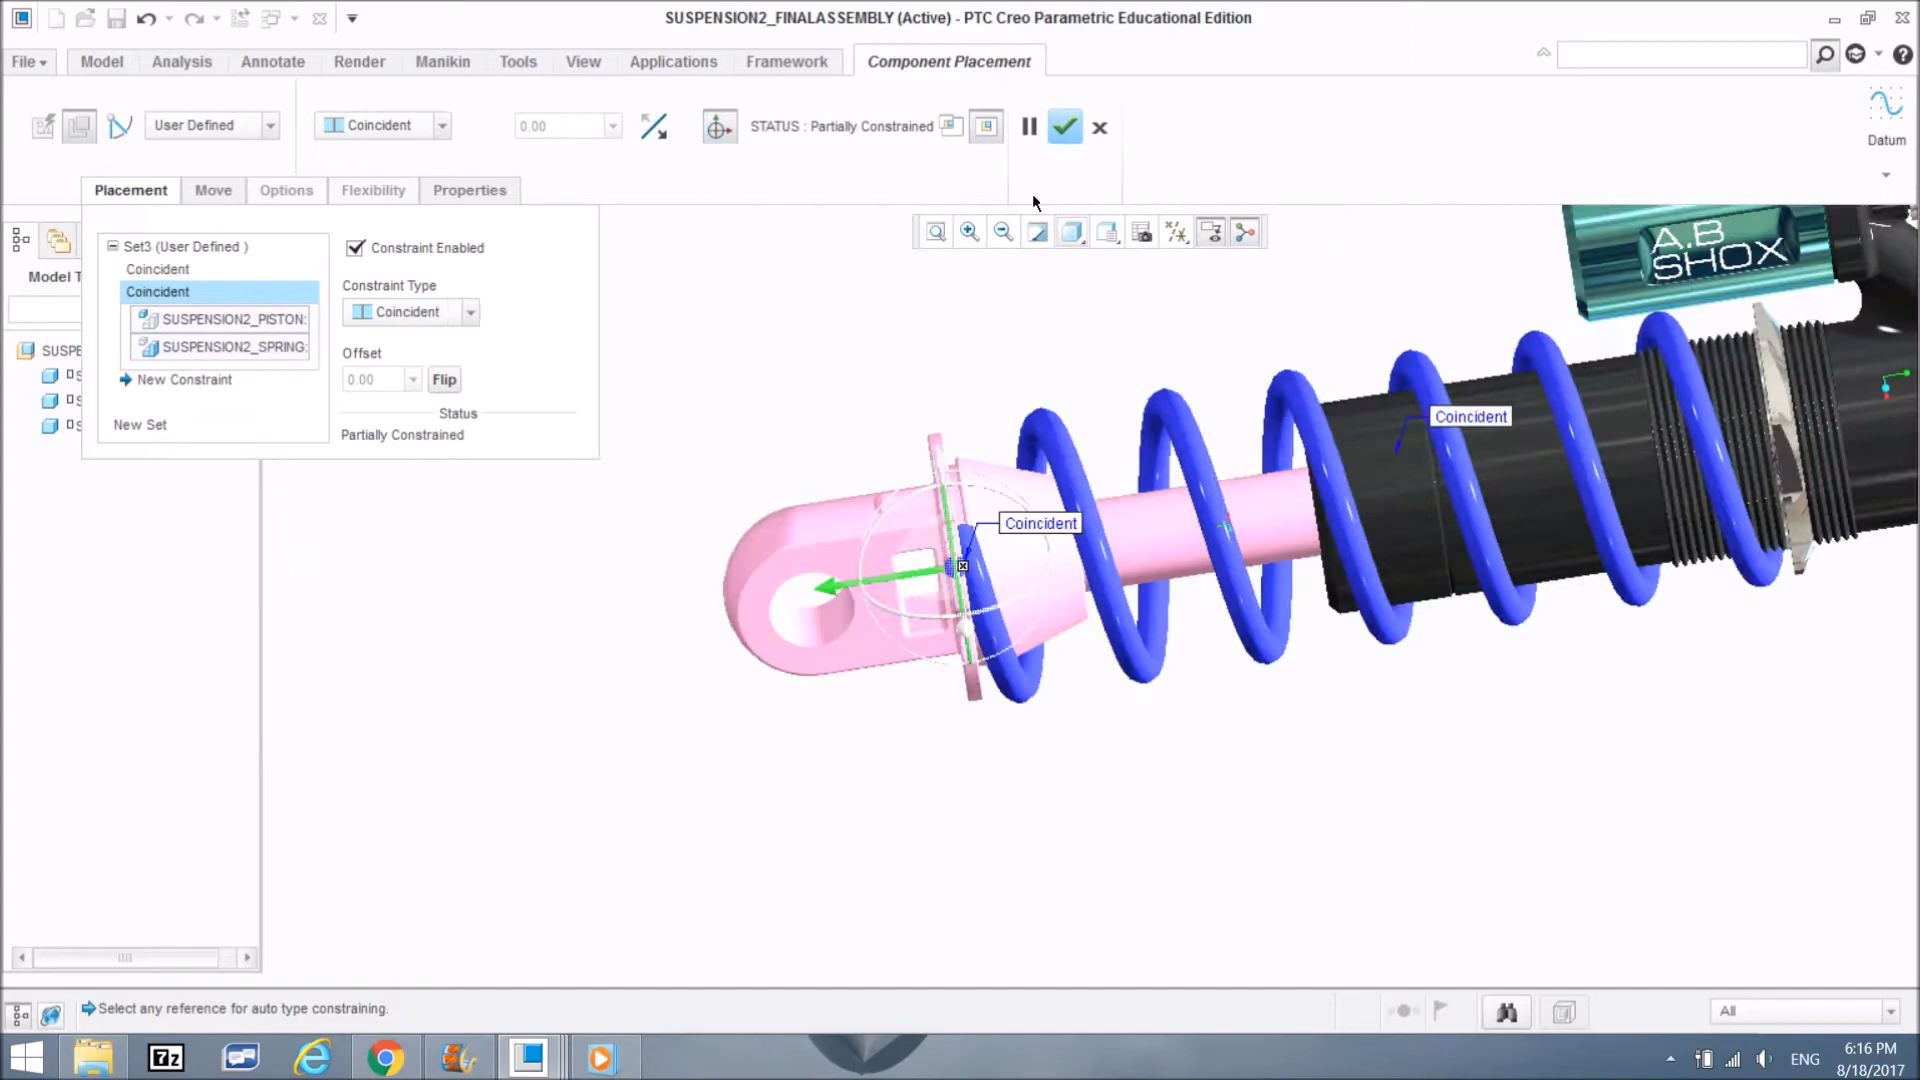 SUSPENSION2_FINALASSEMBLY (Active) - PTC Creo Parametric Educational Edition
File Model Analysis Annotate Render Manikin Tools View Applications Framework Component Placement
User Defined Coincident 0.00 STATUS : Partially Constrained
Datum
Placement Move Options Flexibility Properties
Set3 (User Defined )
Coincident
Coincident
SUSPENSION2_PISTON:
SUSPENSION2_SPRING:
New Constraint
New Set
Constraint Enabled
Constraint Type
Coincident
Offset
0.00 Flip
Status
Partially Constrained
Model T
SUSPE
A.B
SHOX
Coincident
Coincident
Select any reference for auto type constraining.
All
7z
ENG
6:16 PM
8/18/2017